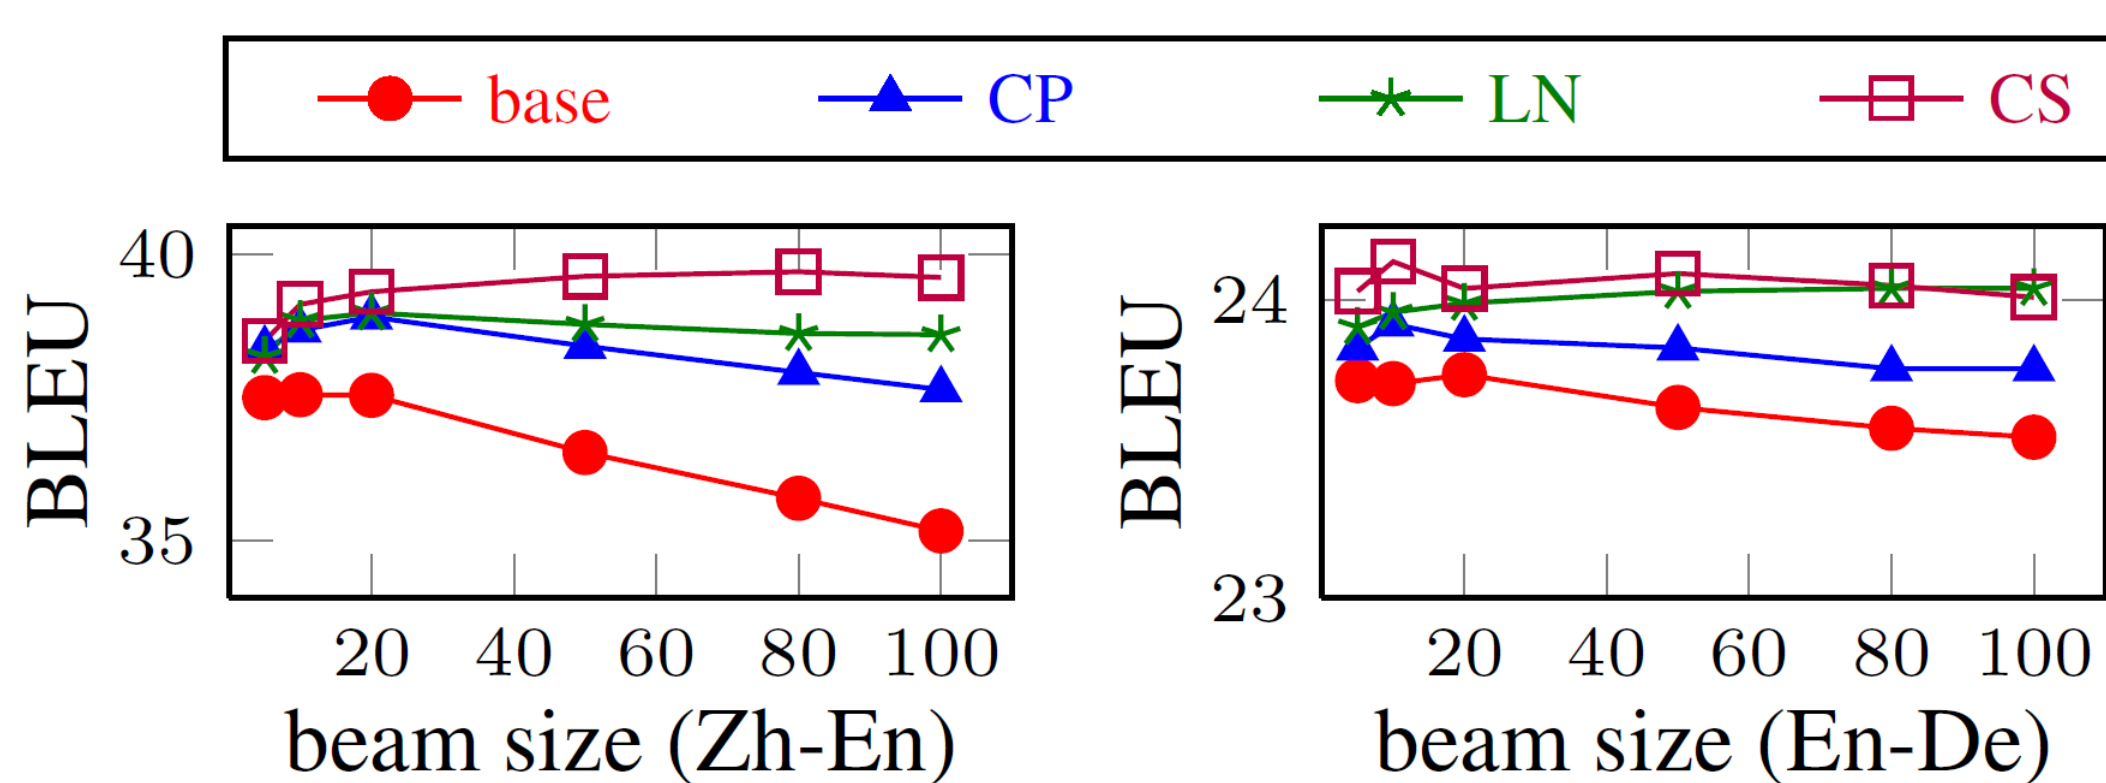 base CP LN CS
BLEU
40
35
20 40 60 80 100
beam size (Zh-En)
BLEU
24
23
20 40 60 80 100
beam size (En-De)